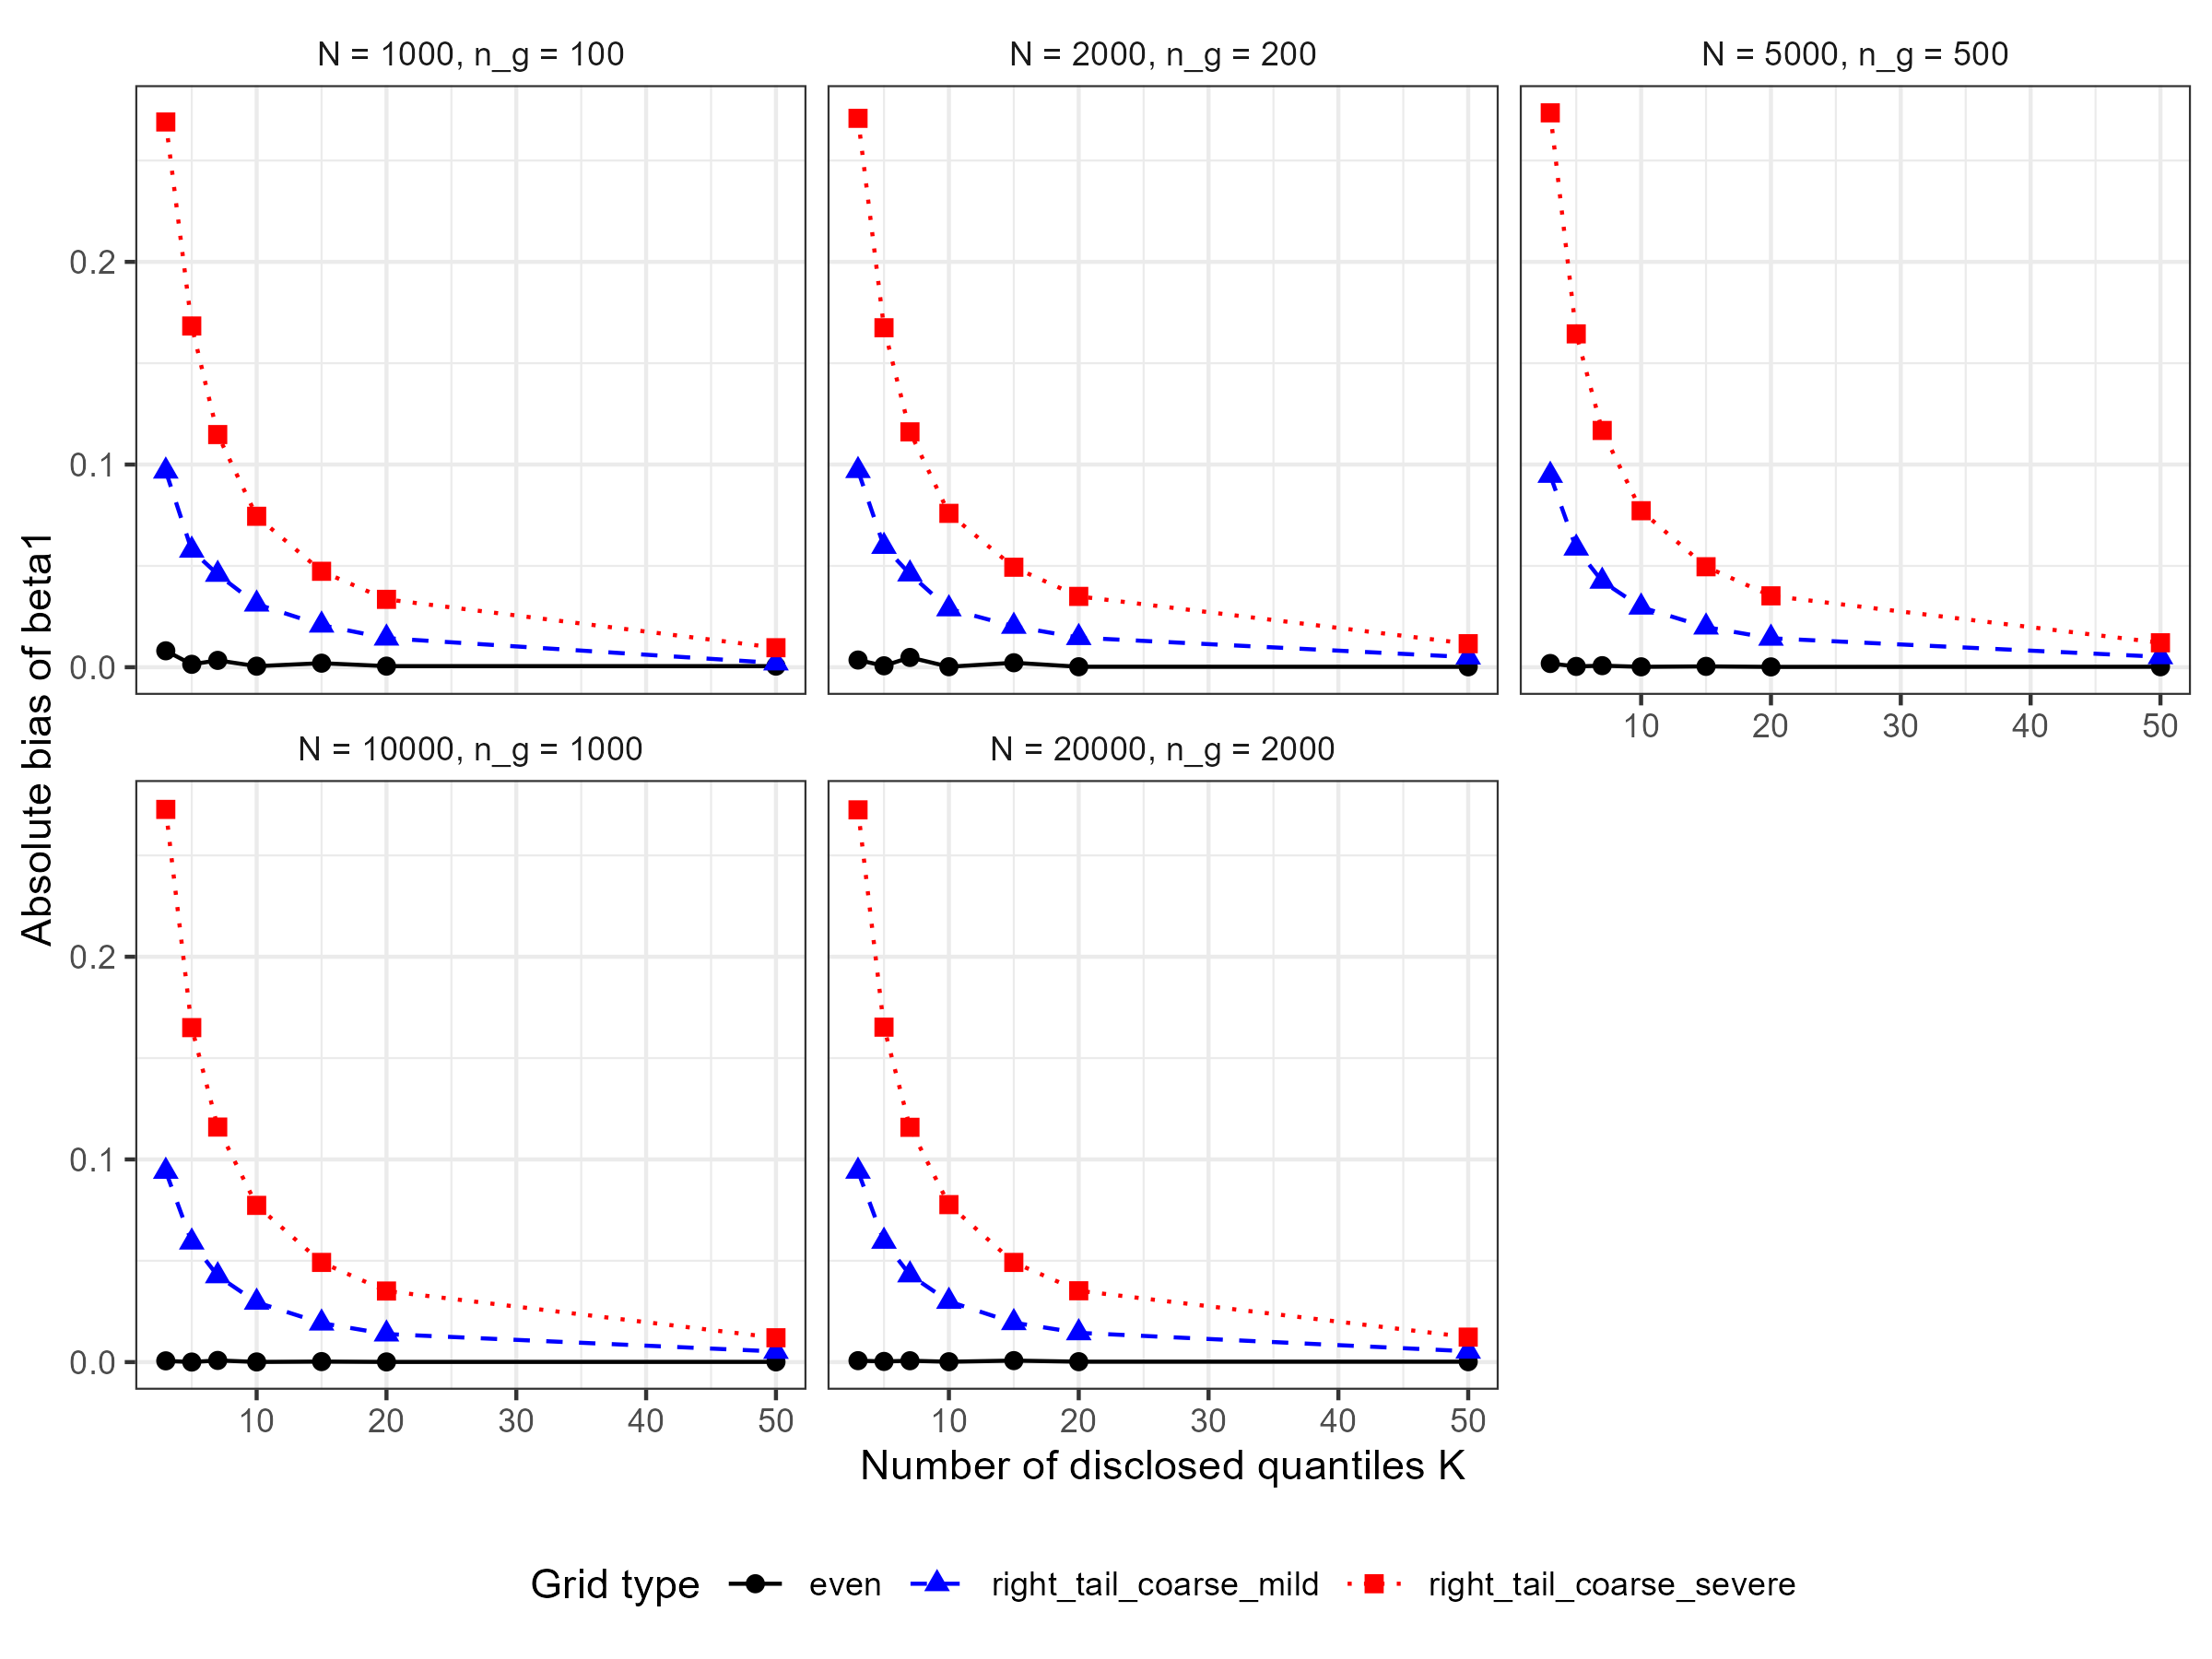 N = 1000, n_g = 100
N = 2000, n_g = 200
N = 5000, n_g = 500
0.2
0.1
0.0
10 20 30 40 50
N = 10000, n_g = 1000
N = 20000, n_g = 2000
Absolute bias of beta1
0.2
0.1
0.0
10 20 30 40 50
10 20 30 40 50
Number of disclosed quantiles K
Grid type even right_tail_coarse_mild right_tail_coarse_severe